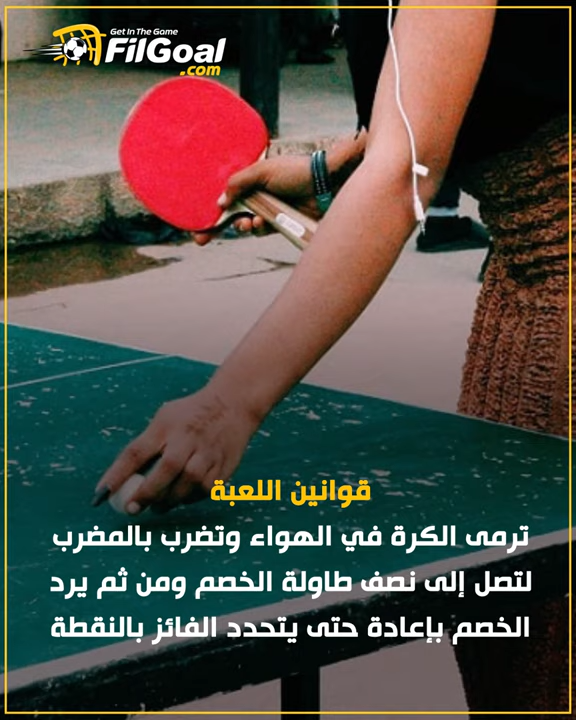 Get In The Game
FilGoal
.com
قوانين اللعبة
ترمى الكرة في الهواء وتضرب بالمضرب
لتصل إلى نصف طاولة الخصم ومن ثم يرد
الخصم بإعادة حتى يتحدد الفائز بالنقطة